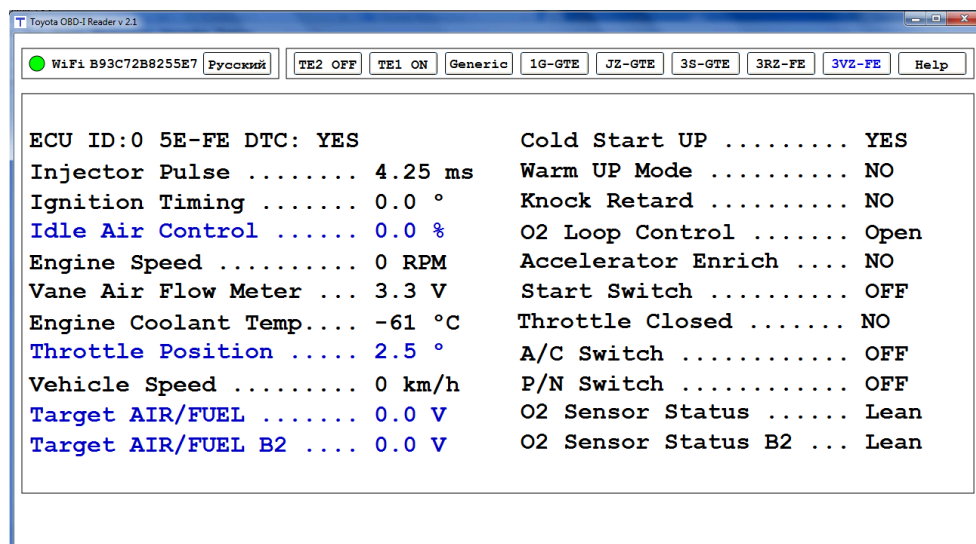 Toyota OBD-I Reader v 2.1
WiFi B93C72B8255E7 Русский TE2 OFF TE1 ON Generic 1G-GTE JZ-GTE 3S-GTE 3RZ-FE 3VZ-FE Help
ECU ID:0 5E-FE DTC: YES
Injector Pulse ........ 4.25 ms
Ignition Timing ....... 0.0 °
Idle Air Control ...... 0.0 %
Engine Speed .......... 0 RPM
Vane Air Flow Meter ... 3.3 V
Engine Coolant Temp.... -61 °C
Throttle Position ..... 2.5 °
Vehicle Speed ......... 0 km/h
Target AIR/FUEL ....... 0.0 V
Target AIR/FUEL B2 .... 0.0 V
Cold Start UP ......... YES
Warm UP Mode .......... NO
Knock Retard .......... NO
O2 Loop Control ....... Open
Accelerator Enrich .... NO
Start Switch .......... OFF
Throttle Closed ....... NO
A/C Switch ............ OFF
P/N Switch ............ OFF
O2 Sensor Status ...... Lean
O2 Sensor Status B2 ... Lean